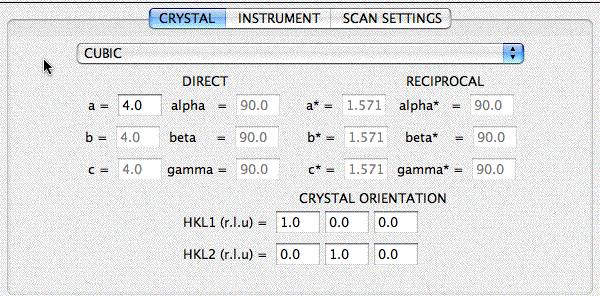 CRYSTAL INSTRUMENT SCAN SETTINGS
CUBIC
DIRECT RECIPROCAL
a = 4.0 alpha = 90.0 a* = 1.571 alpha* = 90.0
b = 4.0 beta = 90.0 b* = 1.571 beta* = 90.0
c = 4.0 gamma = 90.0 c* = 1.571 gamma* = 90.0
CRYSTAL ORIENTATION
HKL1 (r.l.u) = 1.0 0.0 0.0
HKL2 (r.l.u) = 0.0 1.0 0.0